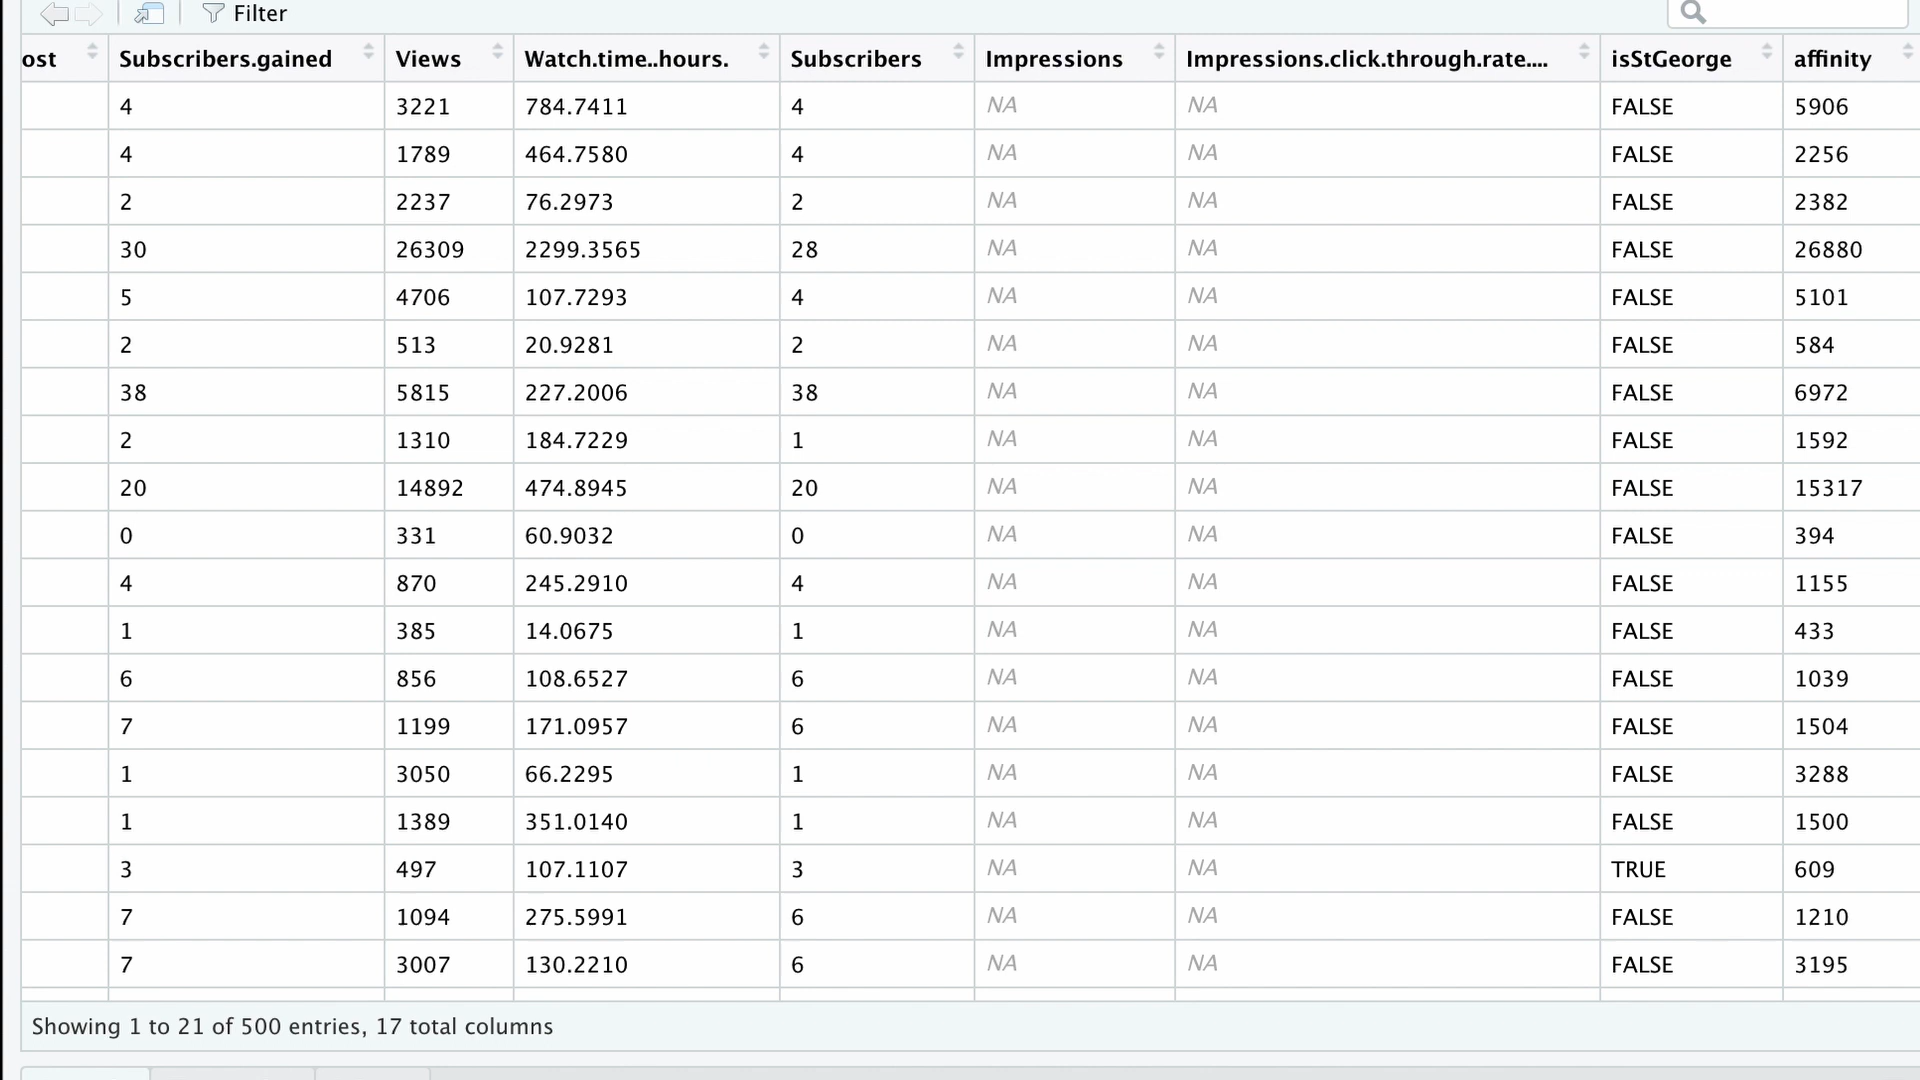 Filter
ost Subscribers.gained Views Watch.time..hours. Subscribers Impressions Impressions.click.through.rate.... isStGeorge affinity
4 3221 784.7411 4 NA NA FALSE 5906
4 1789 464.7580 4 NA NA FALSE 2256
2 2237 76.2973 2 NA NA FALSE 2382
30 26309 2299.3565 28 NA NA FALSE 26880
5 4706 107.7293 4 NA NA FALSE 5101
2 513 20.9281 2 NA NA FALSE 584
38 5815 227.2006 38 NA NA FALSE 6972
2 1310 184.7229 1 NA NA FALSE 1592
20 14892 474.8945 20 NA NA FALSE 15317
0 331 60.9032 0 NA NA FALSE 394
4 870 245.2910 4 NA NA FALSE 1155
1 385 14.0675 1 NA NA FALSE 433
6 856 108.6527 6 NA NA FALSE 1039
7 1199 171.0957 6 NA NA FALSE 1504
1 3050 66.2295 1 NA NA FALSE 3288
1 1389 351.0140 1 NA NA FALSE 1500
3 497 107.1107 3 NA NA TRUE 609
7 1094 275.5991 6 NA NA FALSE 1210
7 3007 130.2210 6 NA NA FALSE 3195
Showing 1 to 21 of 500 entries, 17 total columns